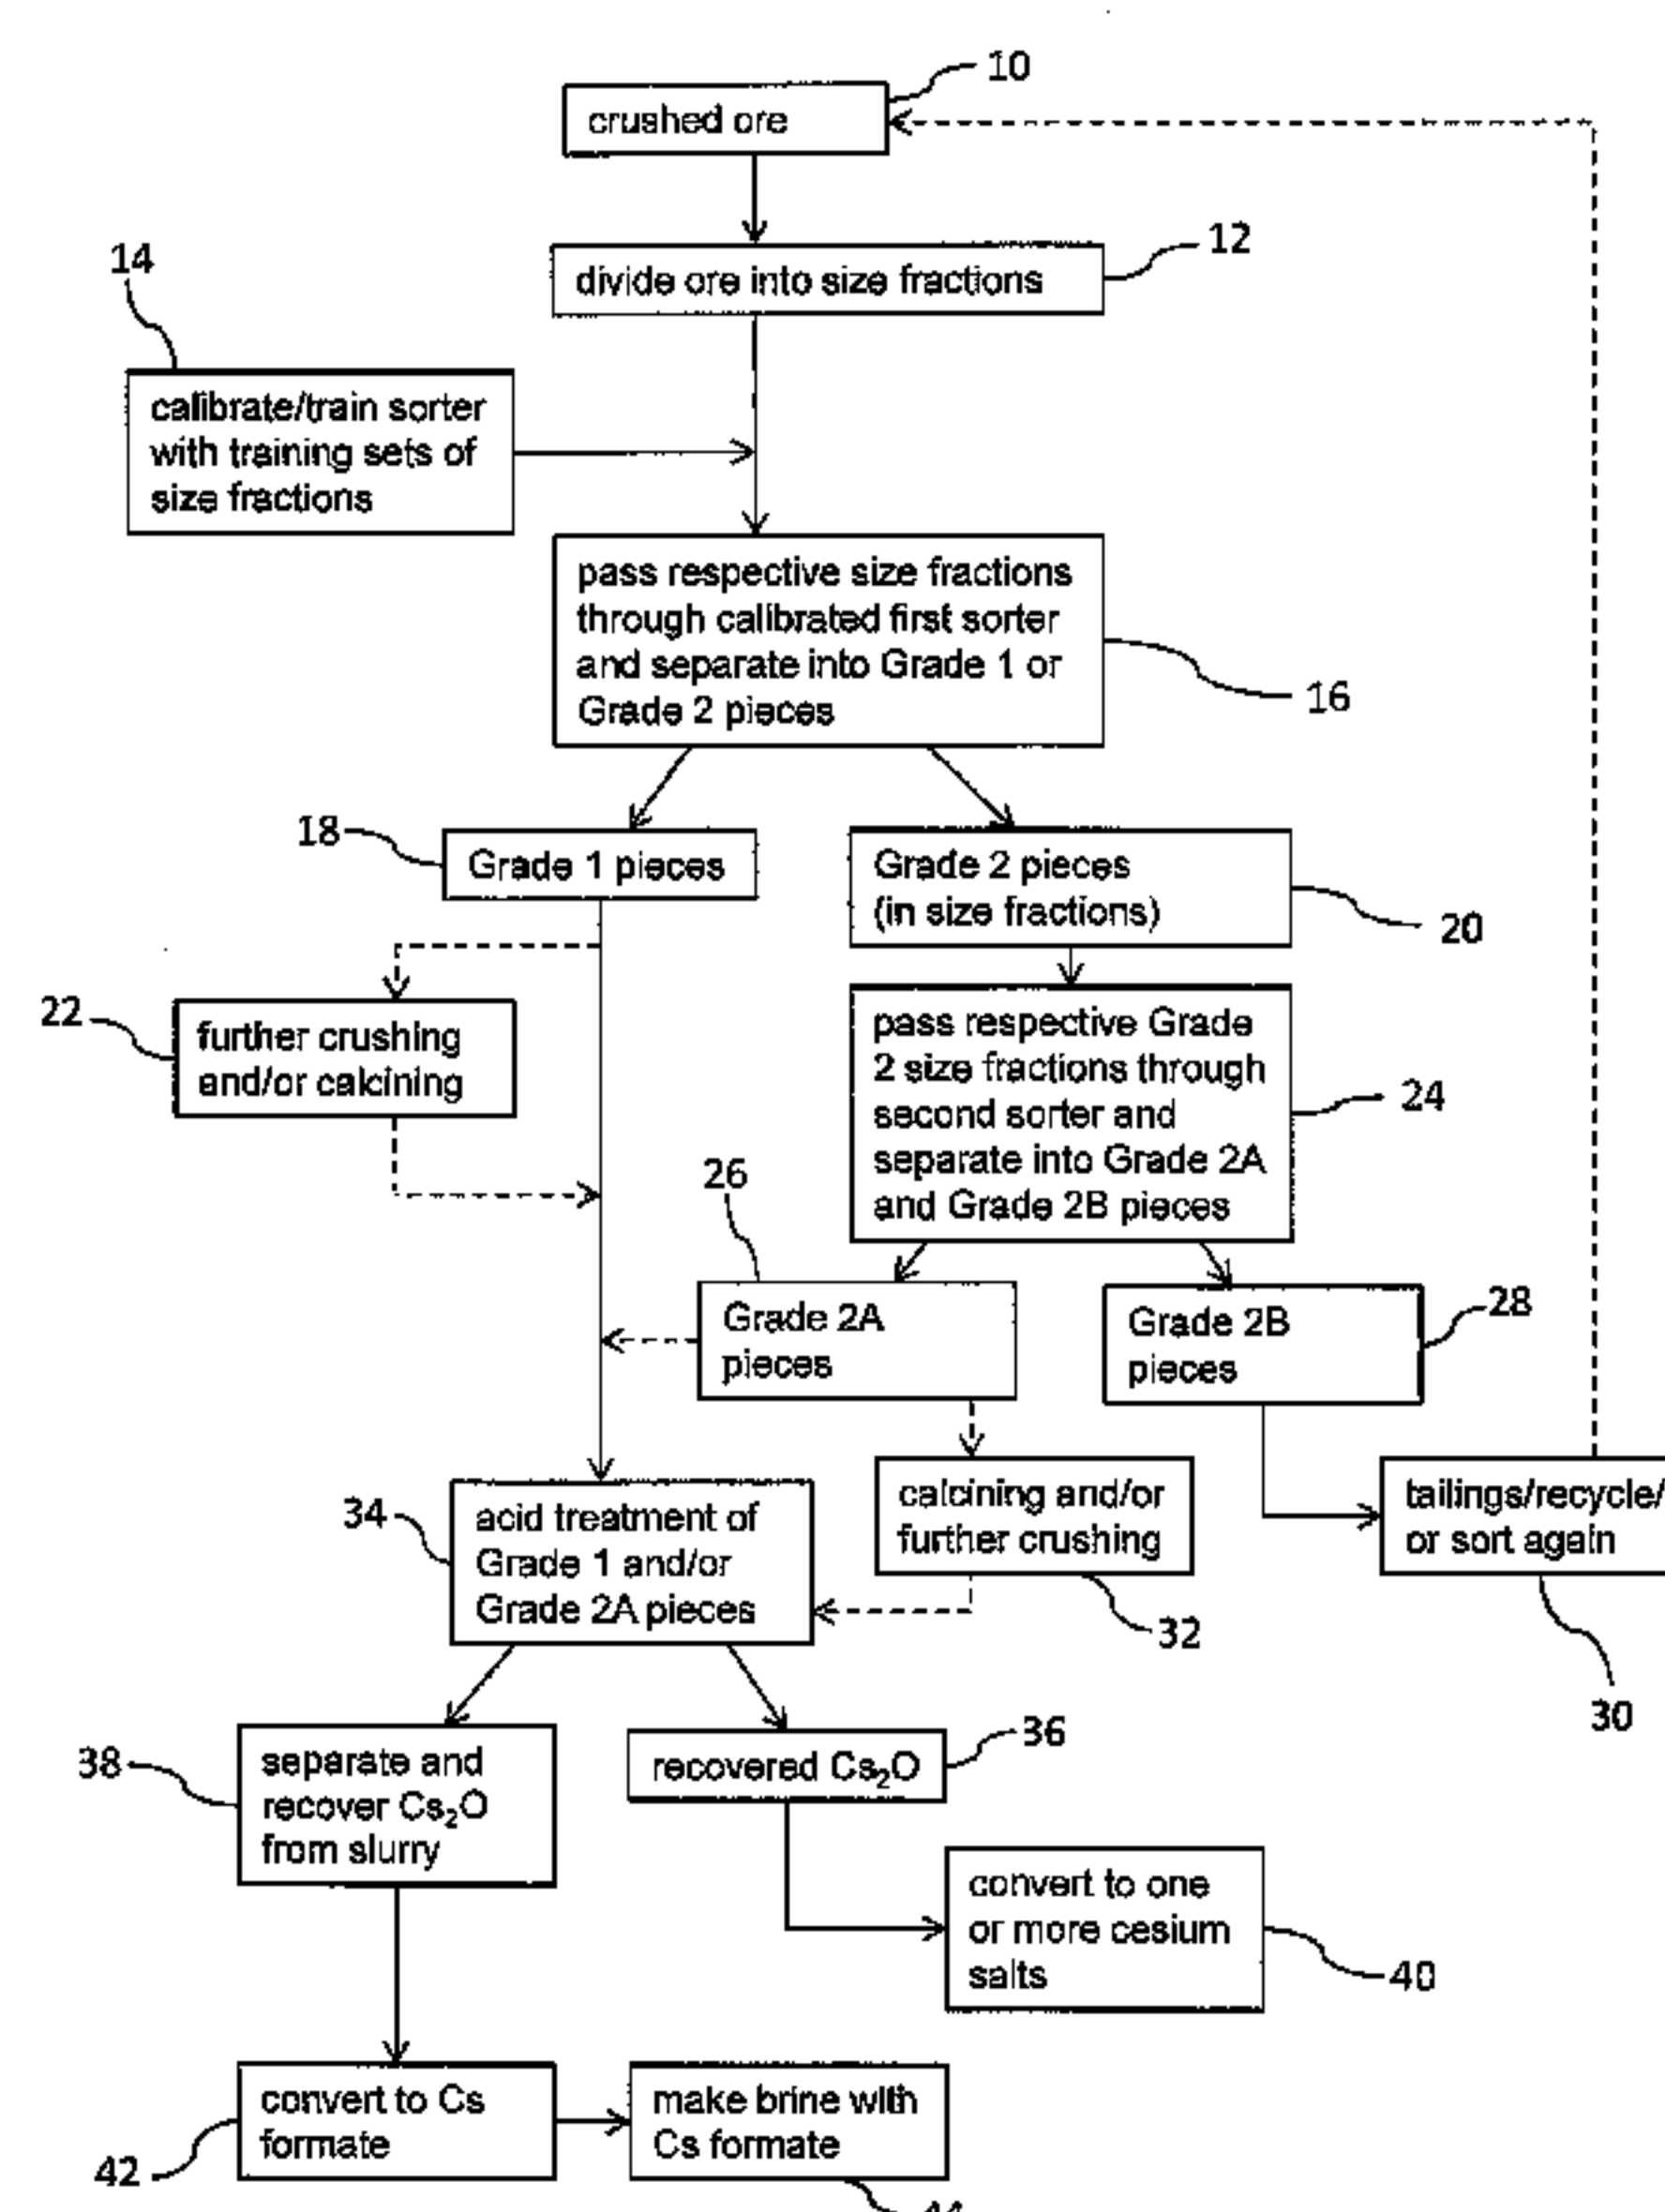 10
crushed ore
12
14
divide ore into size fractions
calibrate/train sorter
with training sets of
size fractions
pass respective size fractions
through calibrated first sorter
and separate into Grade 1 or
Grade 2 pieces
16
18
Grade 1 pieces
Grade 2 pieces
(in size fractions)
20
22
further crushing
and/or calcining
pass respective Grade
2 size fractions through
second sorter and
separate into Grade 2A
and Grade 2B pieces
24
26
Grade 2A
pieces
Grade 2B
pieces
28
34
acid treatment of
Grade 1 and/or
Grade 2A pieces
calcining and/or
further crushing
32
tailings/recycle/
or sort again
30
38
separate and
recover Cs₂O
from slurry
recovered Cs₂O
36
convert to one
or more cesium
salts
40
convert to Cs
formate
42
make brine with
Cs formate